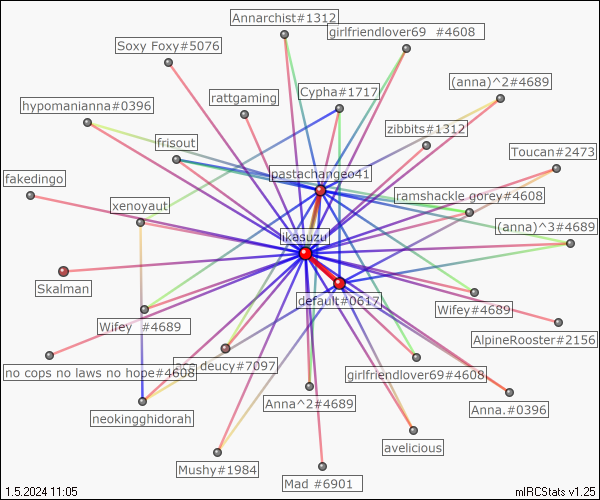 Annarchist#1312
girlfriendlover69 #4608
Soxy Foxy#5076
(anna)^2#4689
Cypha#1717
rattgaming
hypomanianna#0396
zibbits#1312
frisout
Toucan#2473
pastachangeo41
fakedingo
ramshackle gorey#4608
xenoyaut
(anna)^3#4689
likasuzu
Skalman
default#0617
Wifey #4689
Wifey#4689
AlpineRooster#2156
deucy#7097
no cops no laws no hope#4608
girlfriendlover69#4608
Anna^2#4689
Anna.#0396
neokingghidorah
avelicious
Mushy#1984
Mad #6901
1.5.2024 11:05
mIRCStats v1.25